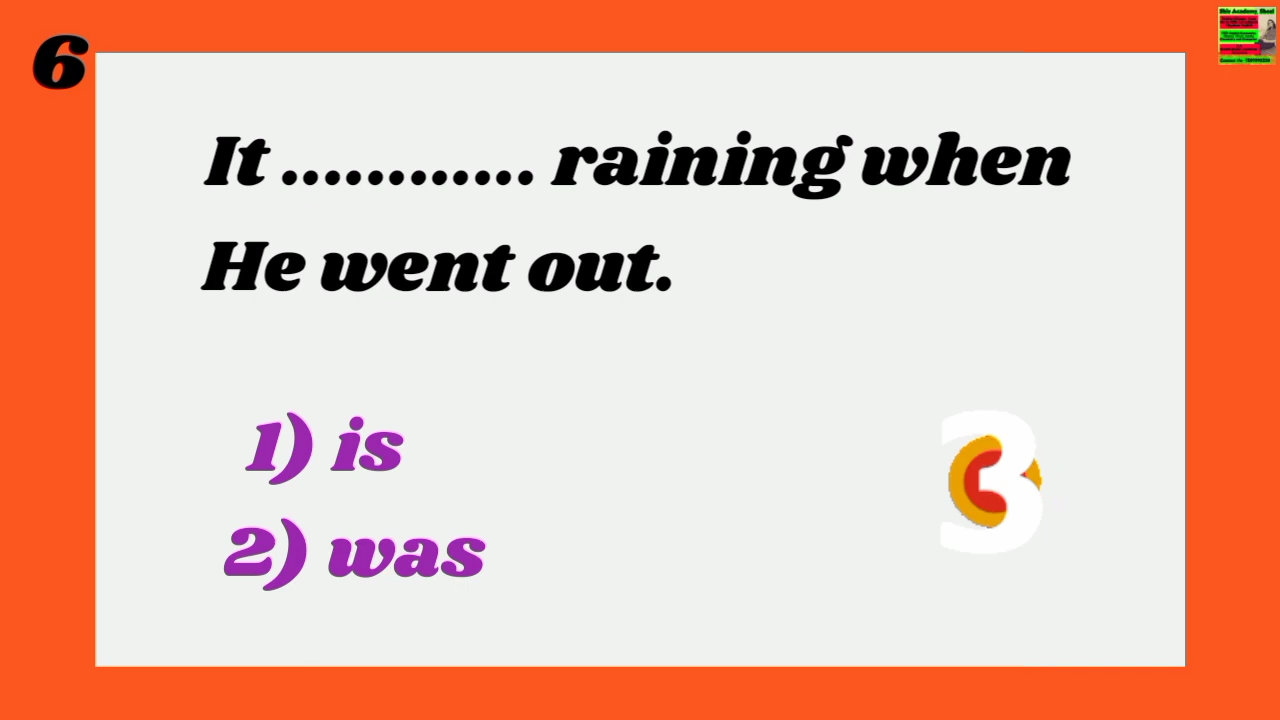 6
It ............ raining when
He went out.
1) is
3
2) was